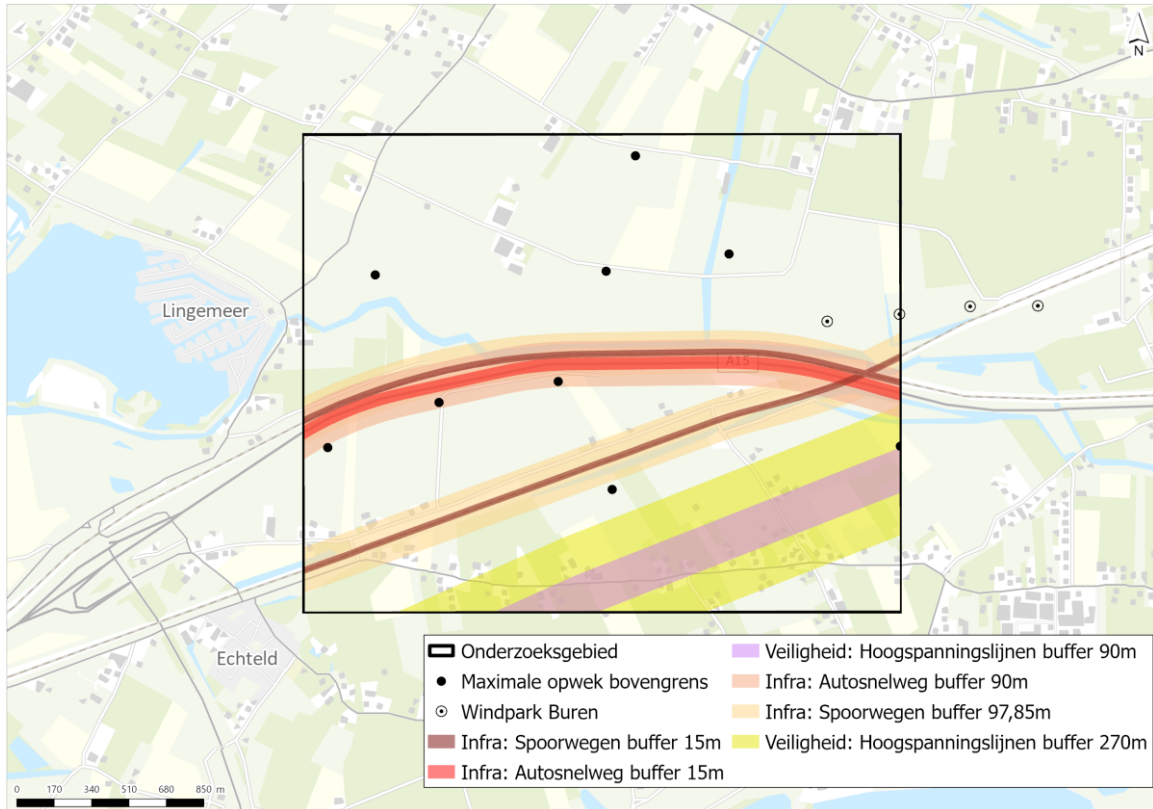 N
Lingemeer
A15
Echteld
Onderzoeksgebied
Maximale opwek bovengrens
Windpark Buren
Infra: Spoorwegen buffer 15m
Infra: Autosnelweg buffer 15m
Veiligheid: Hoogspanningslijnen buffer 90m
Infra: Autosnelweg buffer 90m
Infra: Spoorwegen buffer 97,85m
Veiligheid: Hoogspanningslijnen buffer 270m
0 170 340 510 680 850 m